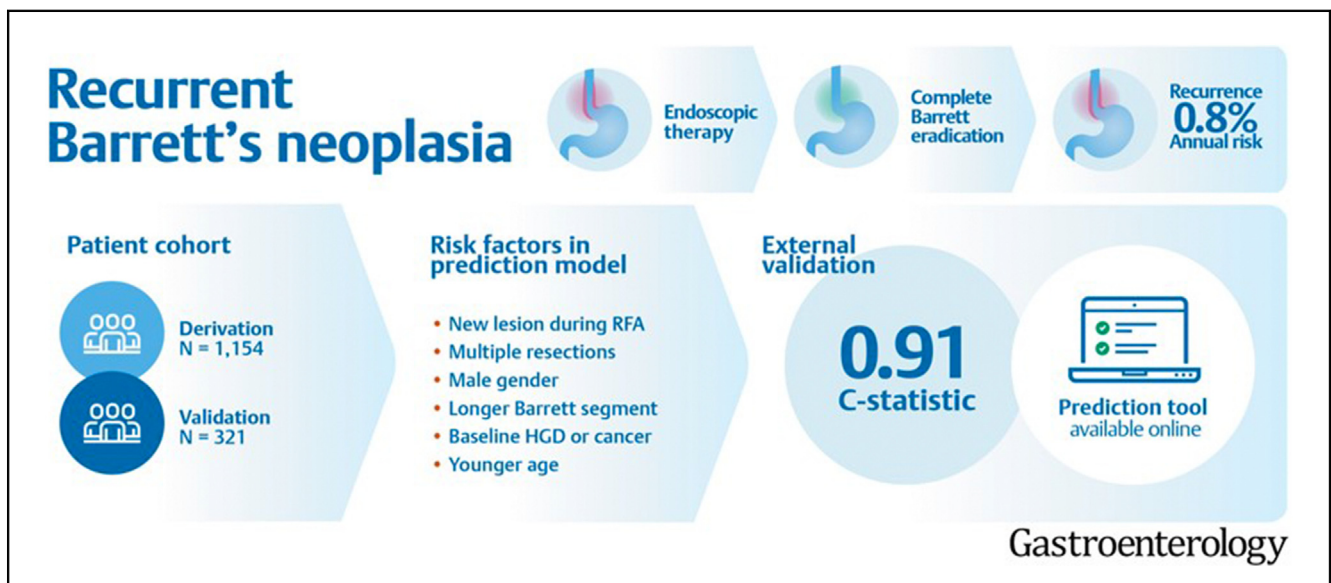 Recurrent
Barrett's neoplasia
Endoscopic
therapy
Complete
Barrett
eradication
Recurrence
0.8%
Annual risk
Patient cohort
Derivation
N = 1,154
Validation
N = 321
Risk factors in
prediction model
• New lesion during RFA
• Multiple resections
• Male gender
• Longer Barrett segment
• Baseline HGD or cancer
• Younger age
External
validation
0.91
C-statistic
Prediction tool
available online
Gastroenterology